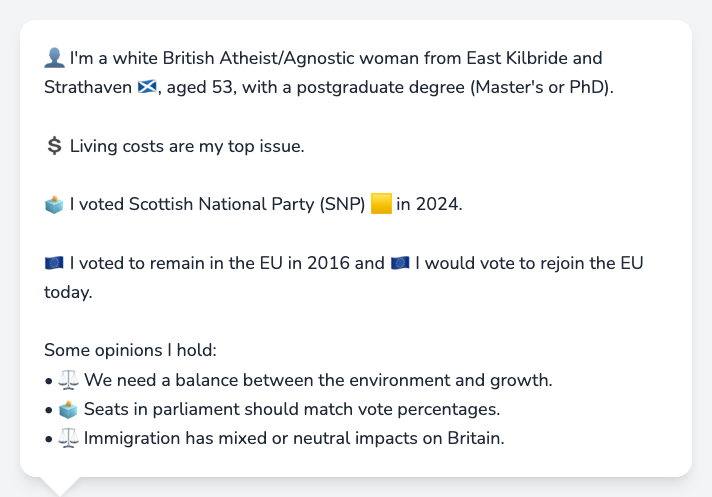 👤 I'm a white British Atheist/Agnostic woman from East Kilbride and
Strathaven 🏴󠁧󠁢󠁳󠁣󠁴󠁿, aged 53, with a postgraduate degree (Master's or PhD).
💲 Living costs are my top issue.
🗳️ I voted Scottish National Party (SNP) 🟨 in 2024.
🇪🇺 I voted to remain in the EU in 2016 and 🇪🇺 I would vote to rejoin the EU
today.
Some opinions I hold:
• ⚖️ We need a balance between the environment and growth.
• 🗳️ Seats in parliament should match vote percentages.
• ⚖️ Immigration has mixed or neutral impacts on Britain.